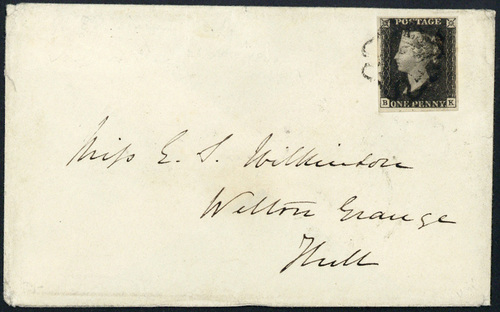 POSTAGE
B K
ONE PENNY
Miss E. S. Wilkinson
Welton Grange
Hull